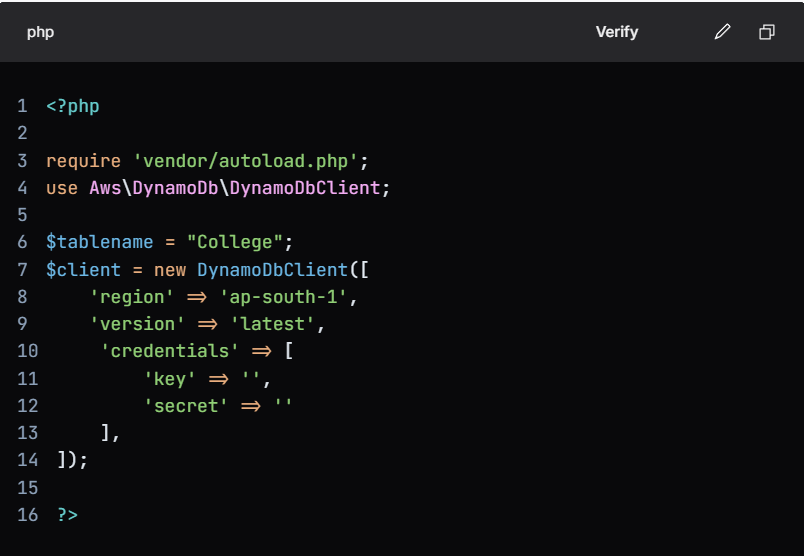 php Verify
1 <?php
2
3 require 'vendor/autoload.php';
4 use Aws\DynamoDb\DynamoDbClient;
5
6 $tablename = "College";
7 $client = new DynamoDbClient([
8     'region' => 'ap-south-1',
9     'version' => 'latest',
10      'credentials' => [
11          'key' => '',
12          'secret' => ''
13      ],
14  ]);
15
16  ?>